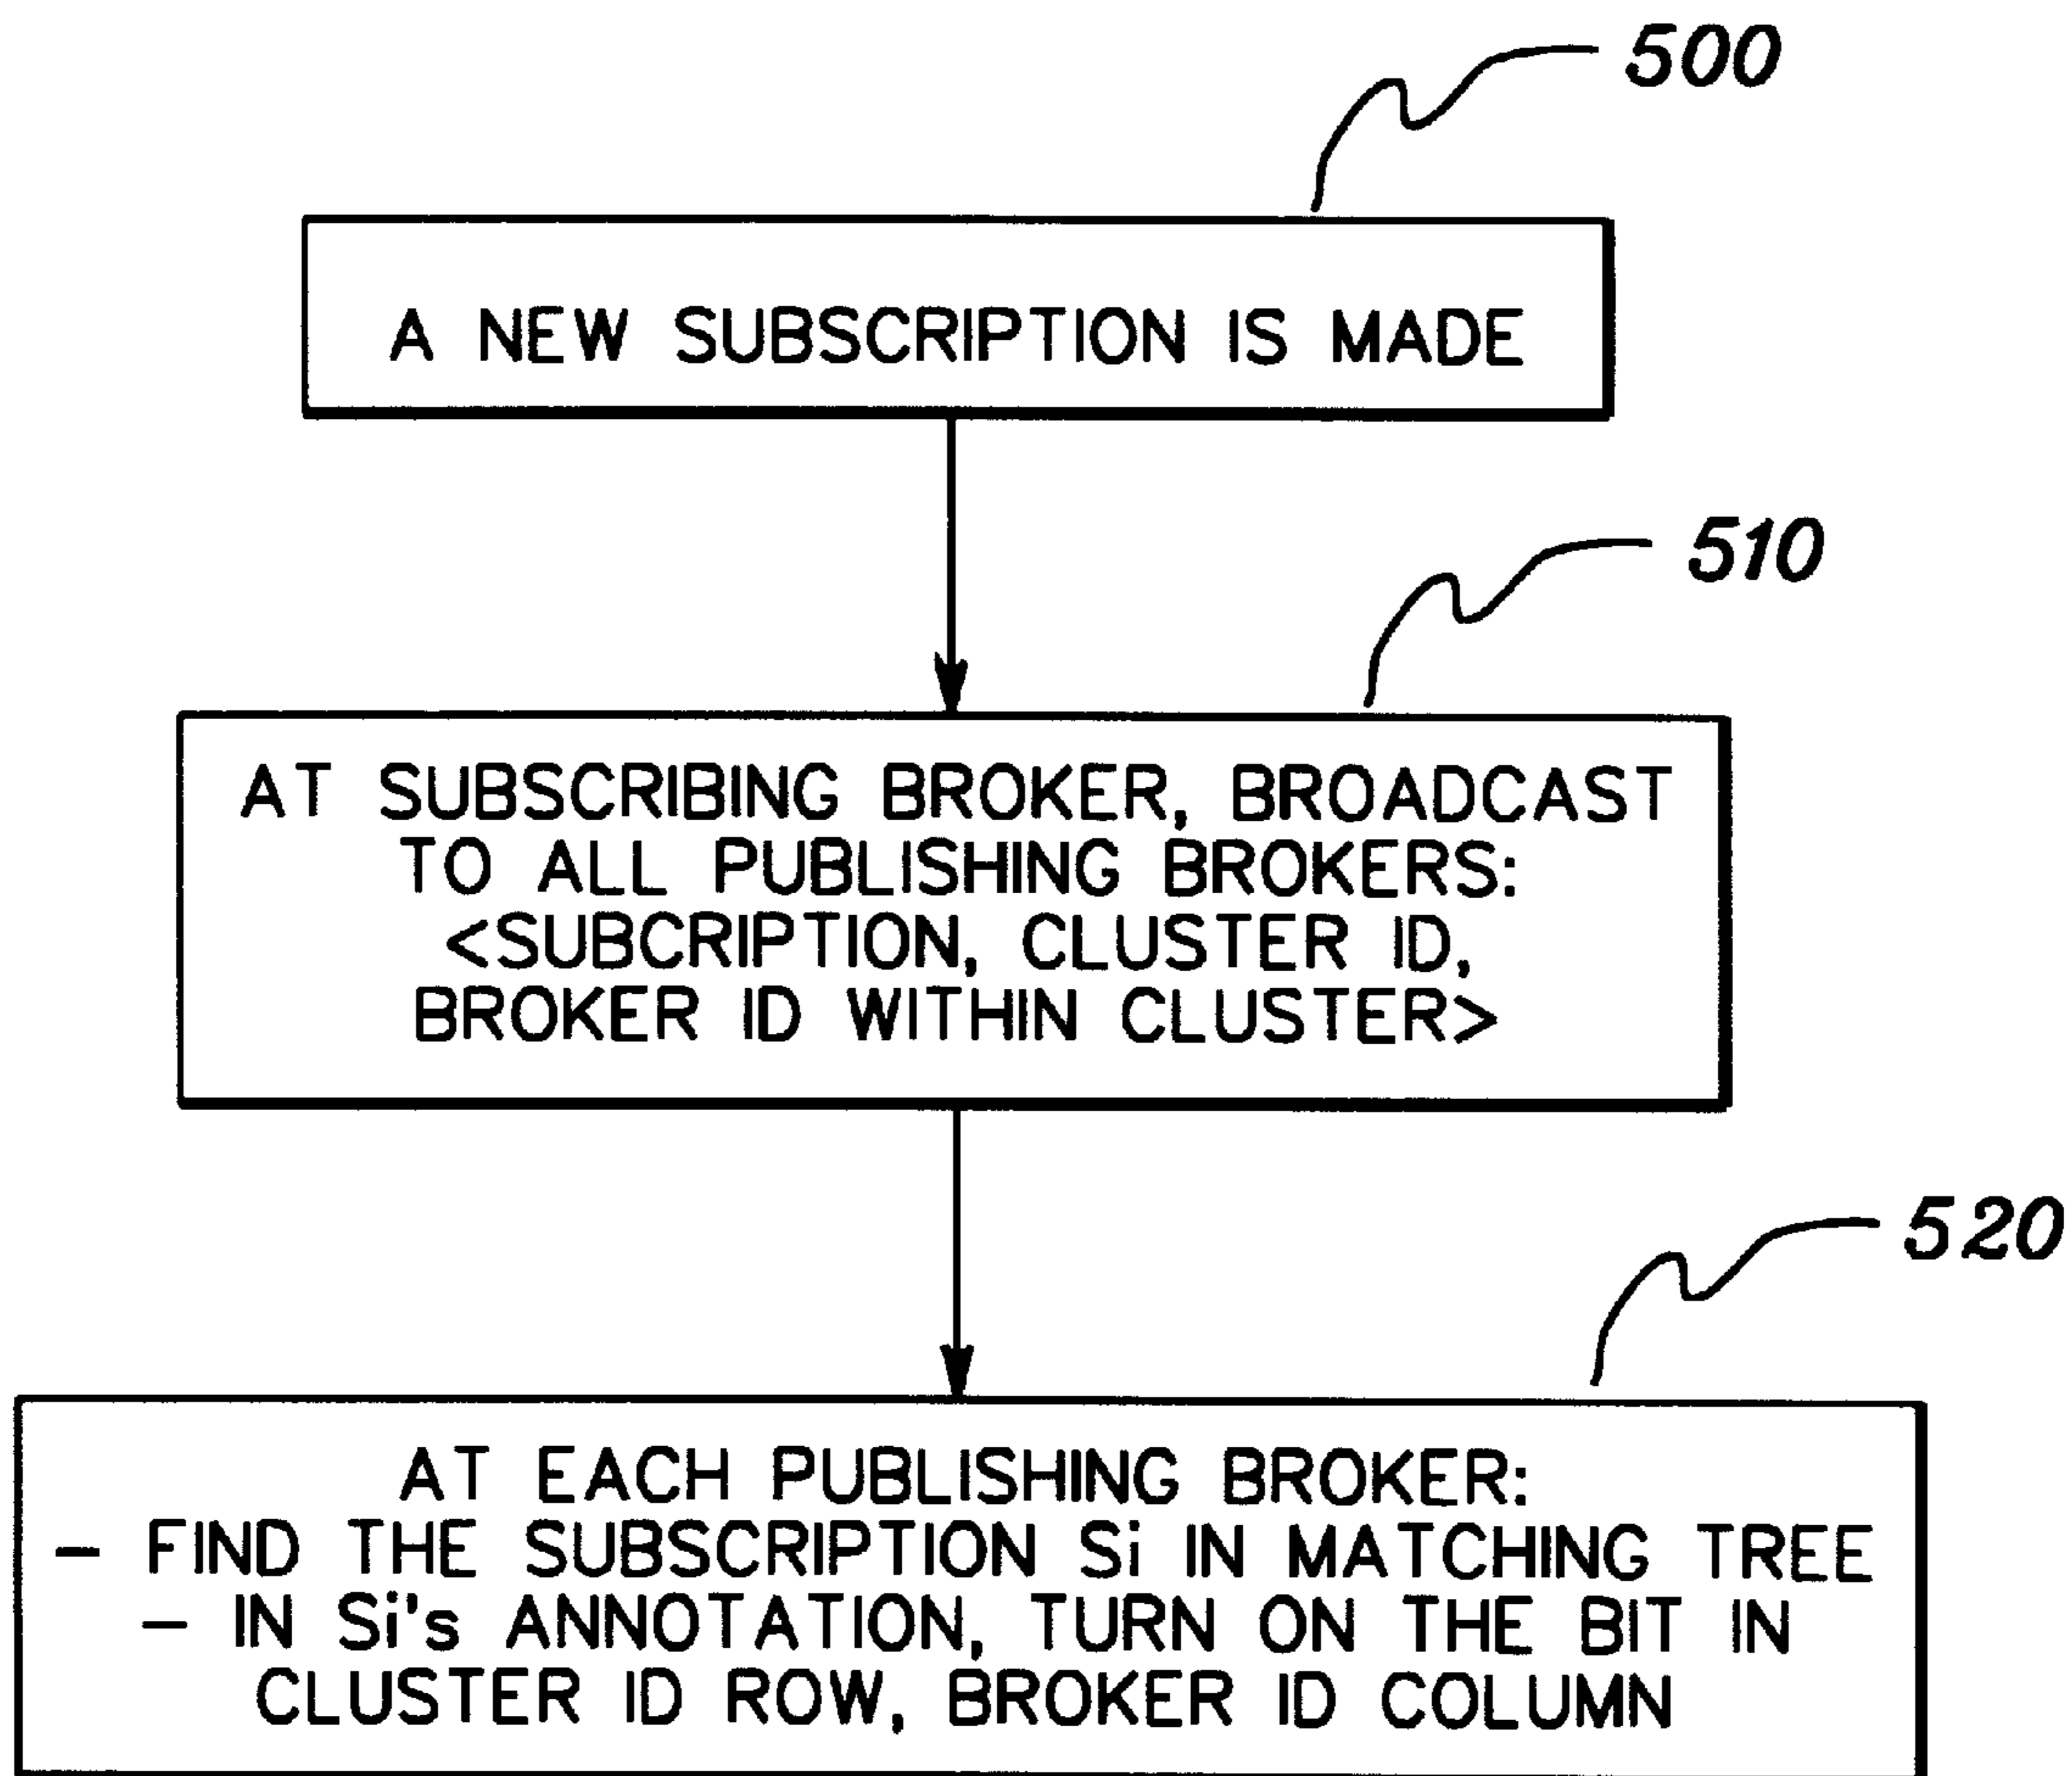 500
A NEW SUBSCRIPTION IS MADE
510
AT SUBSCRIBING BROKER, BROADCAST
TO ALL PUBLISHING BROKERS:
<SUBCRIPTION, CLUSTER ID,
BROKER ID WITHIN CLUSTER>
520
AT EACH PUBLISHING BROKER:
- FIND THE SUBSCRIPTION Si IN MATCHING TREE
- IN Si's ANNOTATION, TURN ON THE BIT IN
CLUSTER ID ROW, BROKER ID COLUMN